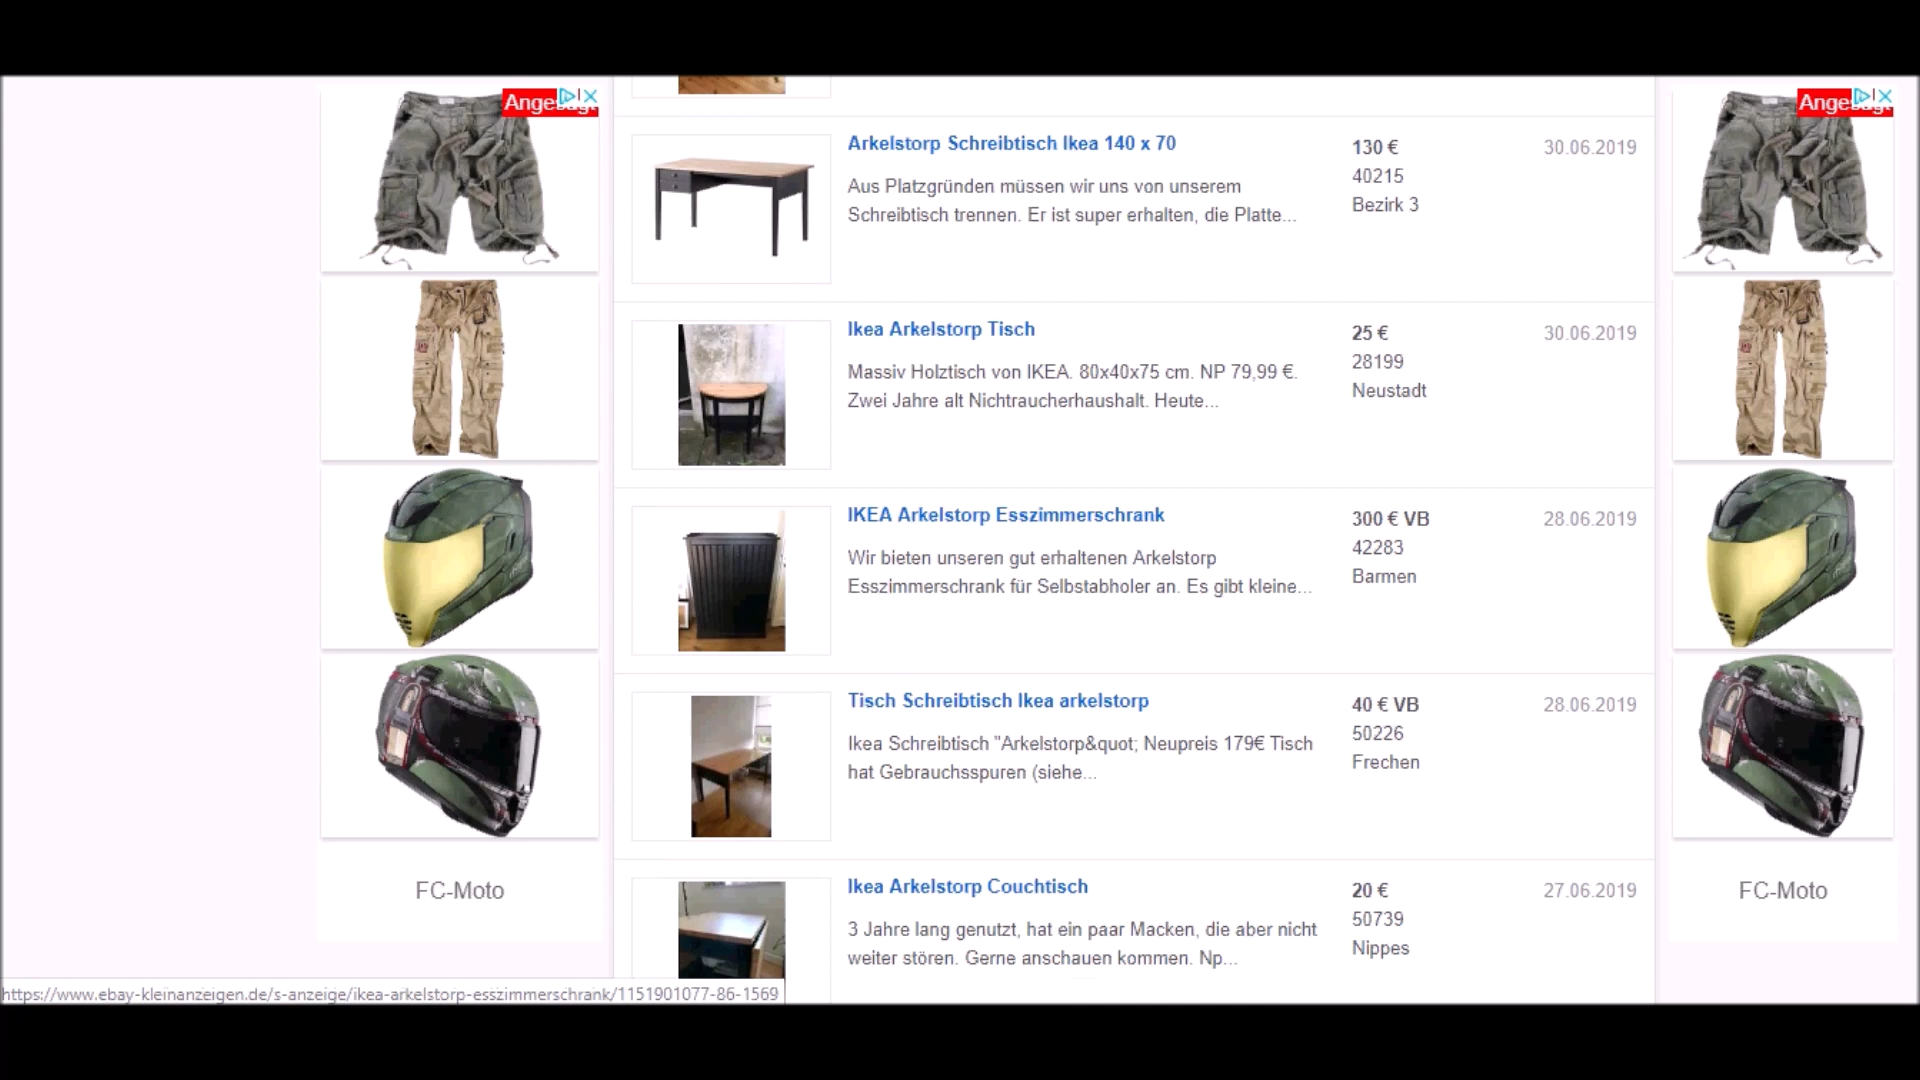 Arkelstorp Schreibtisch Ikea 140 x 70
130 €
30.06.2019
Aus Platzgründen müssen wir uns von unserem
Schreibtisch trennen. Er ist super erhalten, die Platte...
40215
Bezirk 3
Ikea Arkelstorp Tisch
25 €
30.06.2019
Massiv Holztisch von IKEA. 80x40x75 cm. NP 79,99 €.
Zwei Jahre alt Nichtraucherhaushalt. Heute...
28199
Neustadt
IKEA Arkelstorp Esszimmerschrank
300 € VB
28.06.2019
Wir bieten unseren gut erhaltenen Arkelstorp
Esszimmerschrank für Selbstabholer an. Es gibt kleine...
42283
Barmen
Tisch Schreibtisch Ikea arkelstorp
40 € VB
28.06.2019
Ikea Schreibtisch "Arkelstorp&quot; Neupreis 179€ Tisch
hat Gebrauchsspuren (siehe...
50226
Frechen
Ikea Arkelstorp Couchtisch
20 €
27.06.2019
3 Jahre lang genutzt, hat ein paar Macken, die aber nicht
weiter stören. Gerne anschauen kommen. Np...
50739
Nippes
FC-Moto
FC-Moto
https://www.ebay-kleinanzeigen.de/s-anzeige/ikea-arkelstorp-esszimmerschrank/1151901077-86-1569